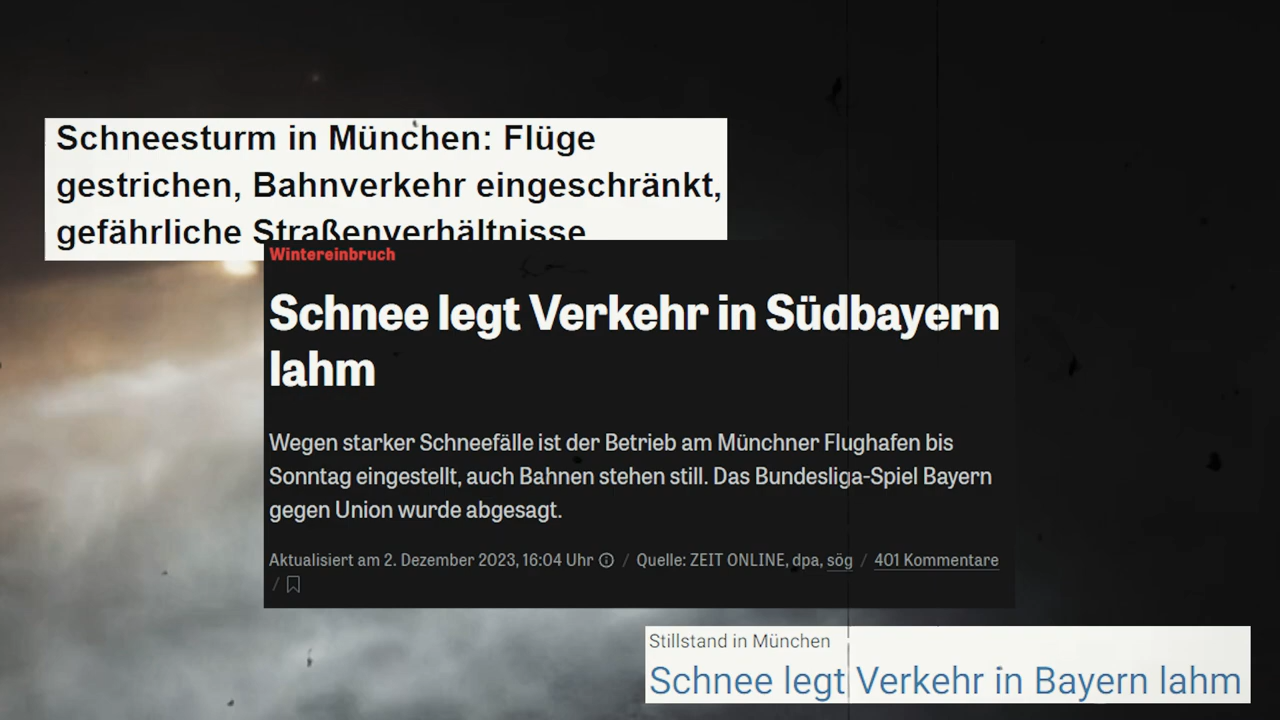 Schneesturm in München: Flüge
gestrichen, Bahnverkehr eingeschränkt,
gefährliche Straßenverhältnisse
Wintereinbruch
Schnee legt Verkehr in Südbayern
lahm
Wegen starker Schneefälle ist der Betrieb am Münchner Flughafen bis
Sonntag eingestellt, auch Bahnen stehen still. Das Bundesliga-Spiel Bayern
gegen Union wurde abgesagt.
Aktualisiert am 2. Dezember 2023, 16:04 Uhr / Quelle: ZEIT ONLINE, dpa, sög / 401 Kommentare
/
Stillstand in München
Schnee legt Verkehr in Bayern lahm